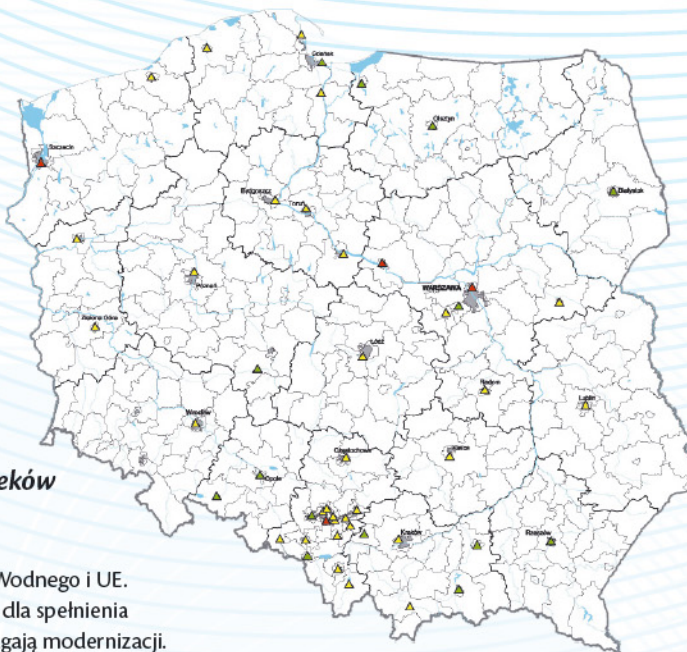 Gdańsk
Olsztyn
Szczecin
Białystok
Bydgoszcz
Toruń
WARSZAWA
Poznań
Zielona Góra
Łódź
Radom
Lublin
Wrocław
Częstochowa
Kielce
Opole
Kraków
Rzeszów
eków
Wodnego i UE.
dla spełnienia
gają modernizacji.